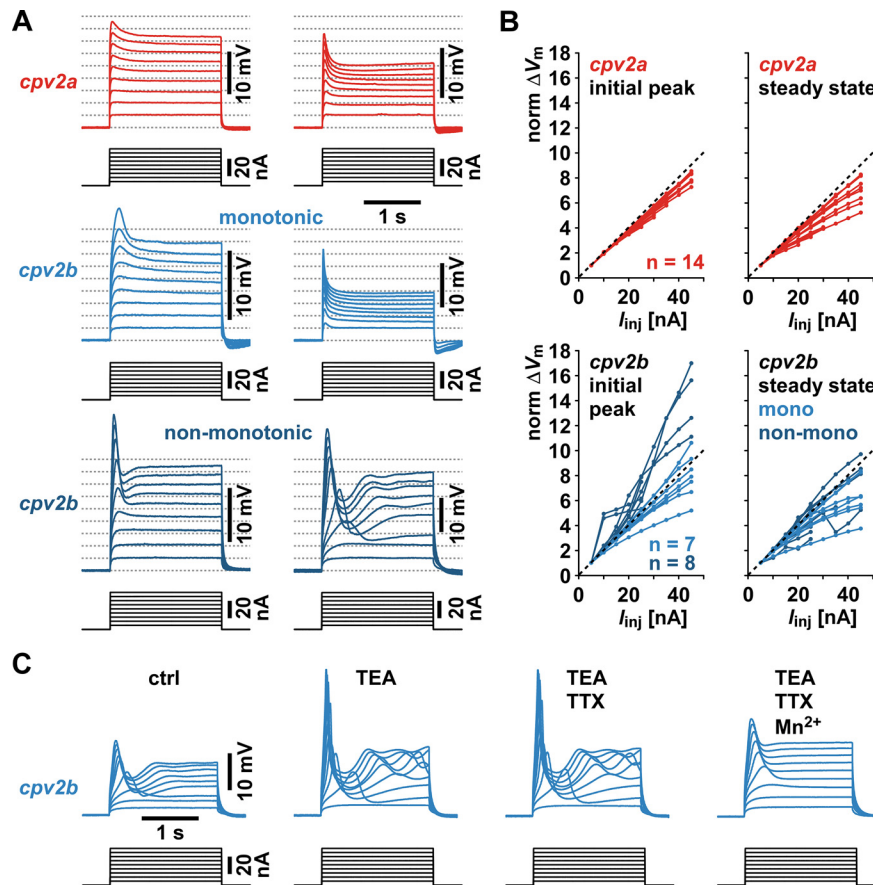 A
cpv2a
10 mV
10 mV
20
nA
20
nA
1 s
monotonic
cpv2b
10 mV
10 mV
20
nA
20
nA
non-monotonic
cpv2b
10 mV
10 mV
20
nA
20
nA
B
norm ΔVm
18
16
14
12
10
8
6
4
2
0
cpv2a
initial peak
n = 14
0 20 40
Iinj [nA]
cpv2a
steady state
0 20 40
Iinj [nA]
norm ΔVm
18
16
14
12
10
8
6
4
2
0
cpv2b
initial
peak
n = 7
n = 8
0 20 40
Iinj [nA]
cpv2b
steady state
mono
non-mono
0 20 40
Iinj [nA]
C
cpv2b
ctrl
10 mV
1 s
20
nA
TEA
TEA
TTX
TEA
TTX
Mn2+